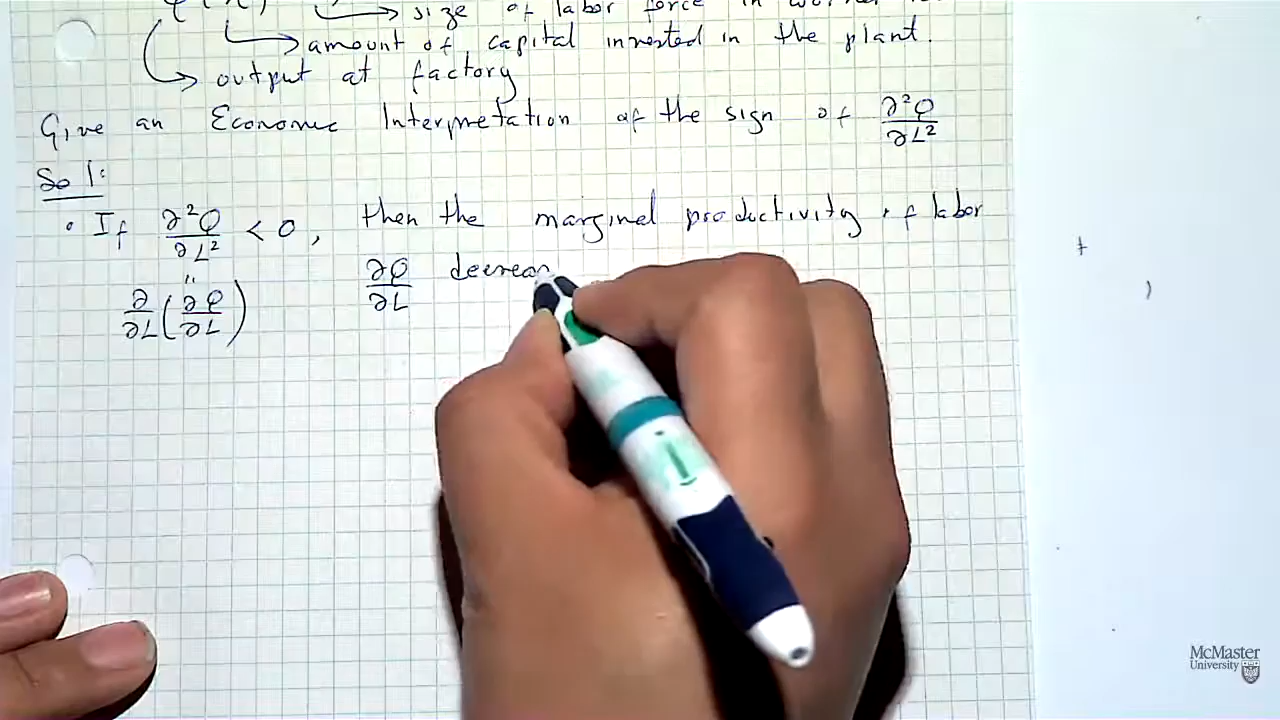 size of labor force in worker
amount of capital invested in the plant.
output at factory
Give an Economic Interpretation of the sign of ∂²Q/∂L²
Sol:
• If ∂²Q/∂L² < 0, then the marginal productivity of labor
∂/∂L (∂Q/∂L) ∂Q/∂L decreas
McMaster
University